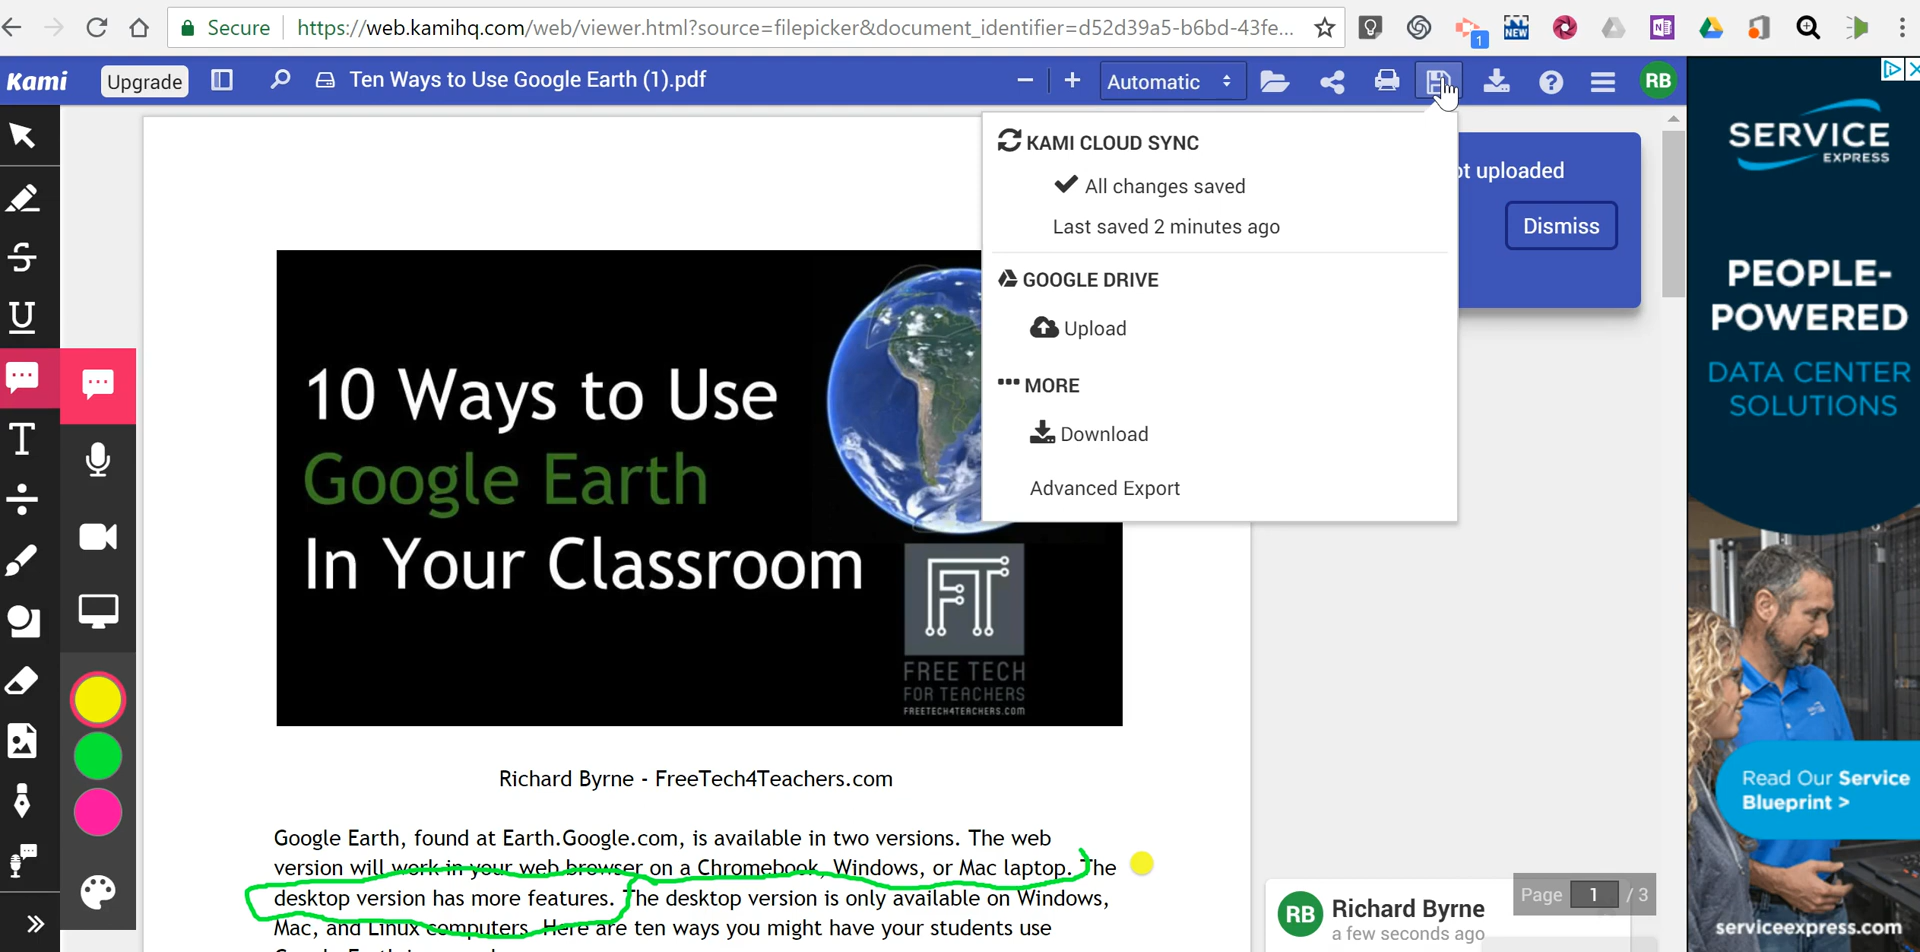 Secure https://web.kamihq.com/web/viewer.html?source=filepicker&document_identifier=d52d39a5-b6bd-43fe...
NEW
1
Kami Upgrade Ten Ways to Use Google Earth (1).pdf Automatic RB
KAMI CLOUD SYNC
All changes saved
Last saved 2 minutes ago
GOOGLE DRIVE
Upload
MORE
Download
Advanced Export
uploaded
Dismiss
10 Ways to Use
Google Earth
In Your Classroom
FT
FREE TECH
FOR TEACHERS
FREETECH4TEACHERS.COM
Richard Byrne - FreeTech4Teachers.com
Google Earth, found at Earth.Google.com, is available in two versions. The web
version will work in your web browser on a Chromebook, Windows, or Mac laptop. The
desktop version has more features. The desktop version is only available on Windows,
Mac, and Linux computers. Here are ten ways you might have your students use
RB Richard Byrne
a few seconds ago
Page 1 / 3
SERVICE
EXPRESS
PEOPLE-
POWERED
DATA CENTER
SOLUTIONS
Read Our Service
Blueprint >
serviceexpress.com